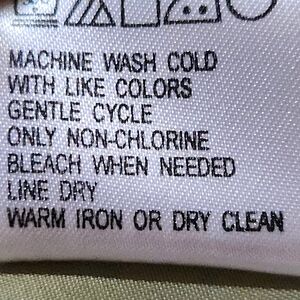 MACHINE WASH COLD
WITH LIKE COLORS
GENTLE CYCLE
ONLY NON-CHLORINE
BLEACH WHEN NEEDED
LINE DRY
WARM IRON OR DRY CLEAN